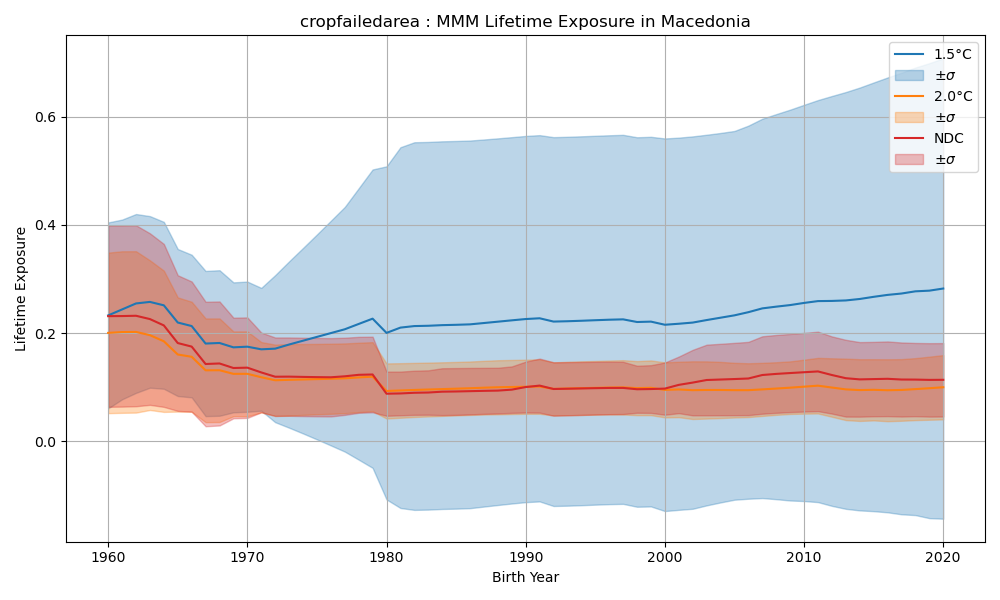 cropfailedarea : MMM Lifetime Exposure in Macedonia
1.5°C
±σ
2.0°C
±σ
NDC
±σ
Lifetime Exposure
0.6
0.4
0.2
0.0
1960 1970 1980 1990 2000 2010 2020
Birth Year